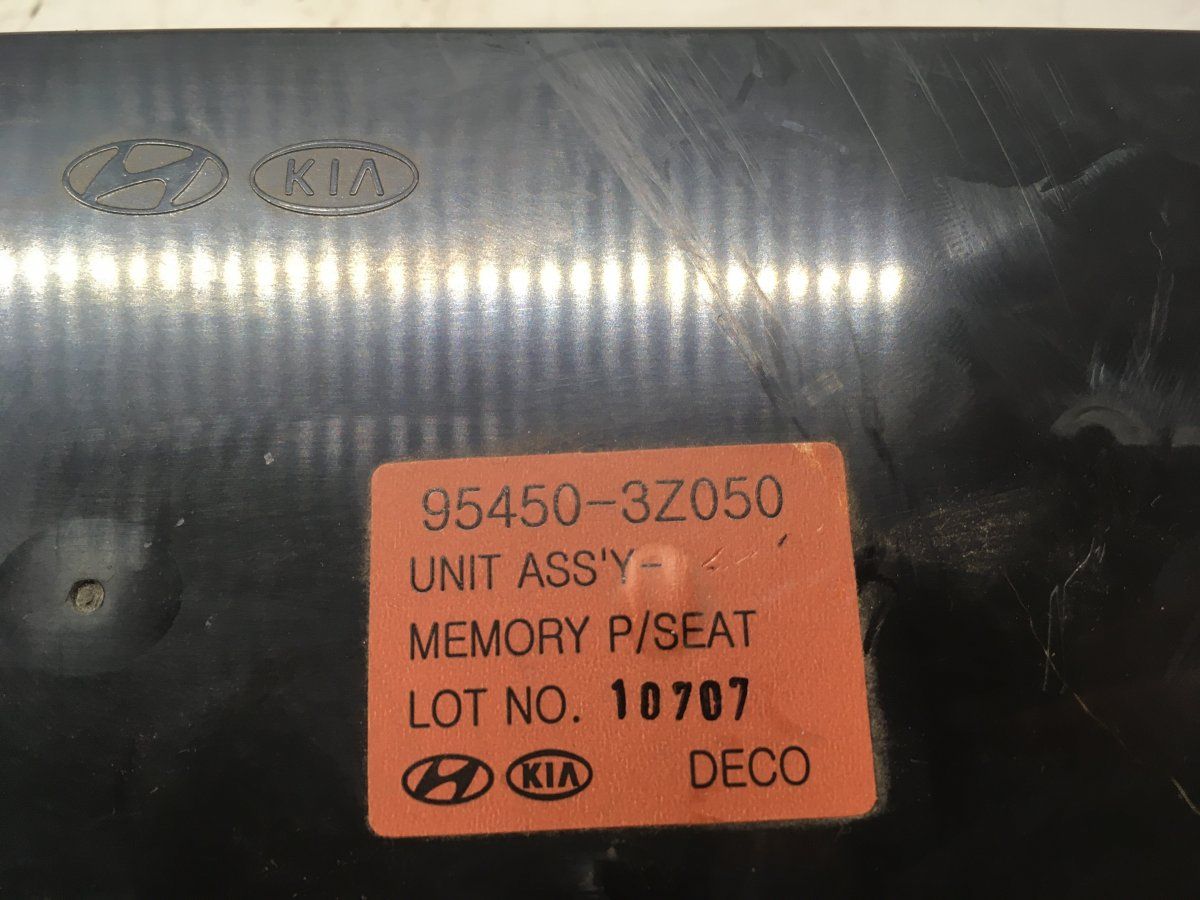 KIA
95450-3Z050
UNIT ASS'Y-
MEMORY P/SEAT
LOT NO. 10707
KIA DECO